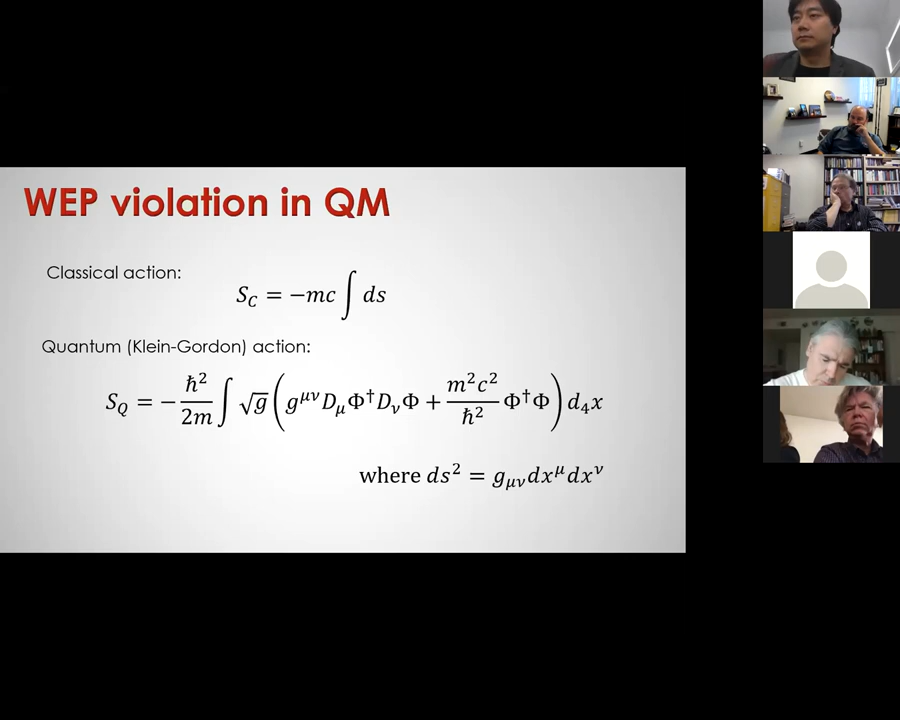 WEP violation in QM
Classical action:
S_C = −mc ∫ ds
Quantum (Klein-Gordon) action:
S_Q = −ħ²/2m ∫ √g (g^{μν} D_μ Φ† D_ν Φ + m²c²/ħ² Φ†Φ) d₄x
where ds² = g_{μν}dx^μ dx^ν